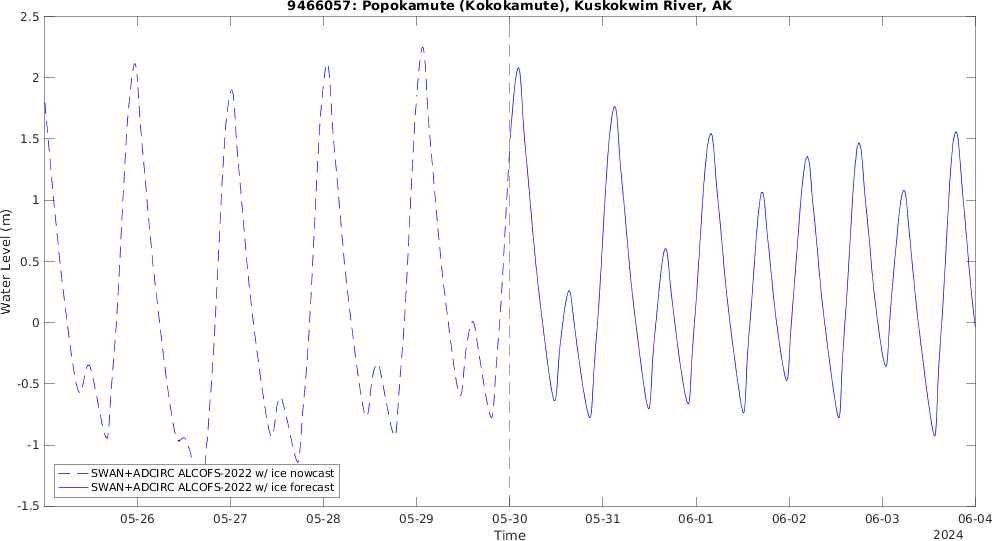 9466057: Popokamute (Kokokamute), Kuskokwim River, AK
2.5
2
1.5
1
0.5
0
-0.5
-1
-1.5
Water Level (m)
SWAN+ADCIRC ALCOFS-2022 w/ ice nowcast
SWAN+ADCIRC ALCOFS-2022 w/ ice forecast
05-26 05-27 05-28 05-29 05-30 05-31 06-01 06-02 06-03 06-04
Time
2024